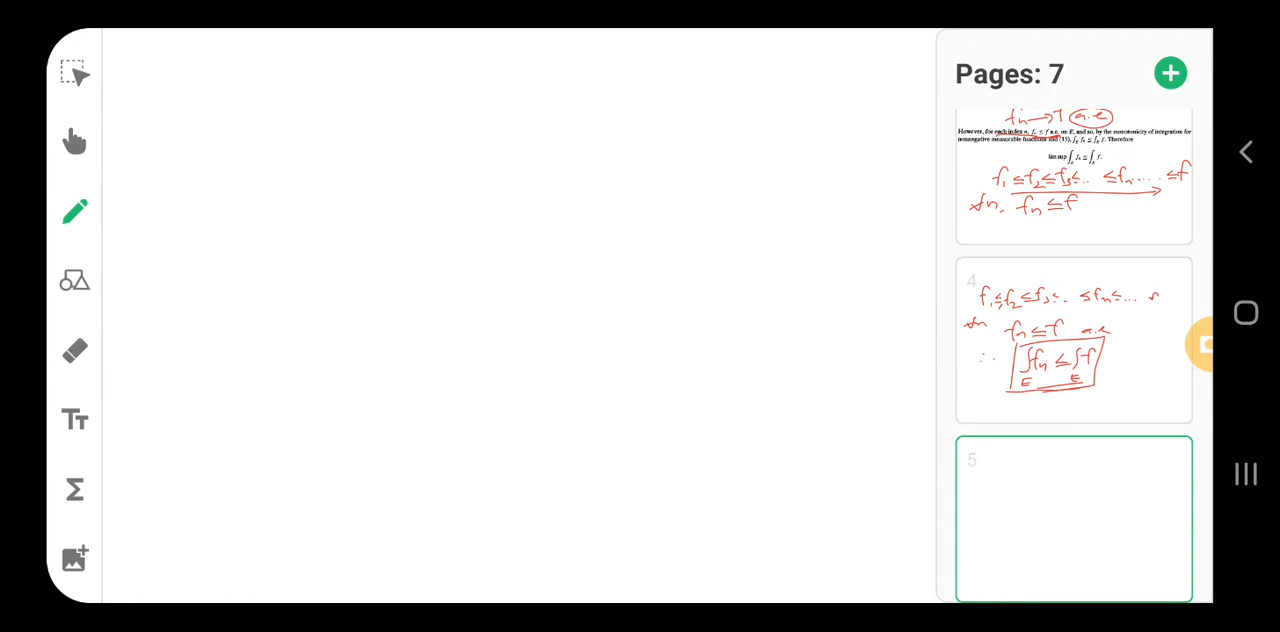 Pages: 7
fn → f a.e
However, for each index n, fn ≤ f a.e. on E, and so, by the monotonicity of integration for
nonnegative measurable functions and (15), ∫E fn ≤ ∫E f. Therefore
lim sup ∫E fn ≤ ∫E f.
f1 ≤ f2 ≤ f3 ≤ .. ≤ fn .... ≤ f
∀n, fn ≤ f
4
f1 ≤ f2 ≤ f3 ≤ .. ≤ fn ≤ ...
∀n fn ≤ f a.e
∴ ∫E fn ≤ ∫E f
5
Tт
Σ